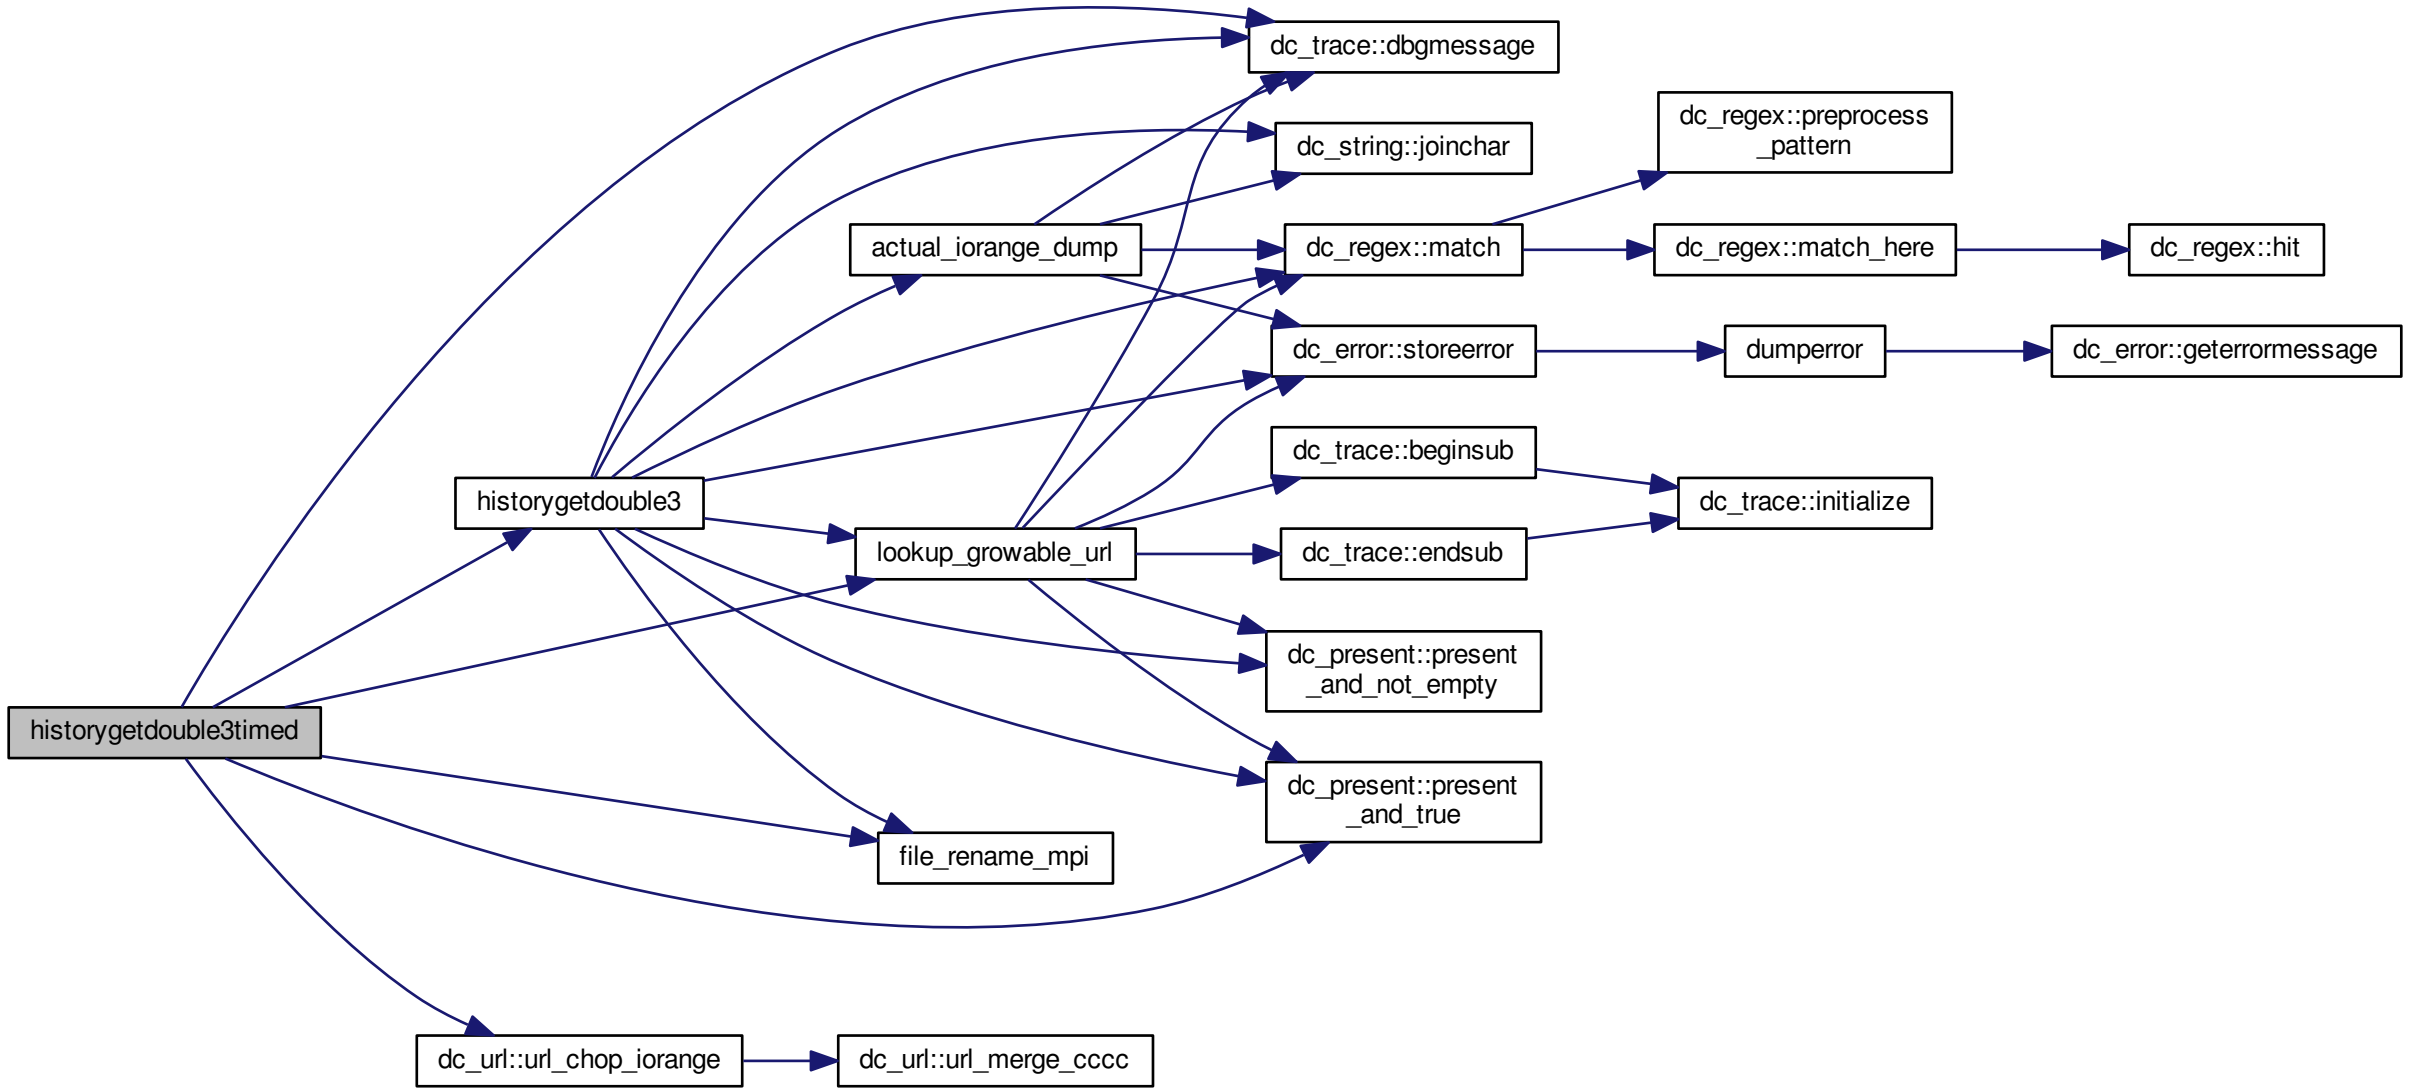 dc_trace::dbgmessage
dc_regex::preprocess
_pattern
dc_string::joinchar
actual_iorange_dump
dc_regex::match
dc_regex::match_here
dc_regex::hit
dc_error::storeerror
dumperror
dc_error::geterrormessage
dc_trace::beginsub
historygetdouble3
dc_trace::initialize
lookup_growable_url
dc_trace::endsub
dc_present::present
_and_not_empty
historygetdouble3timed
dc_present::present
_and_true
file_rename_mpi
dc_url::url_chop_iorange
dc_url::url_merge_cccc